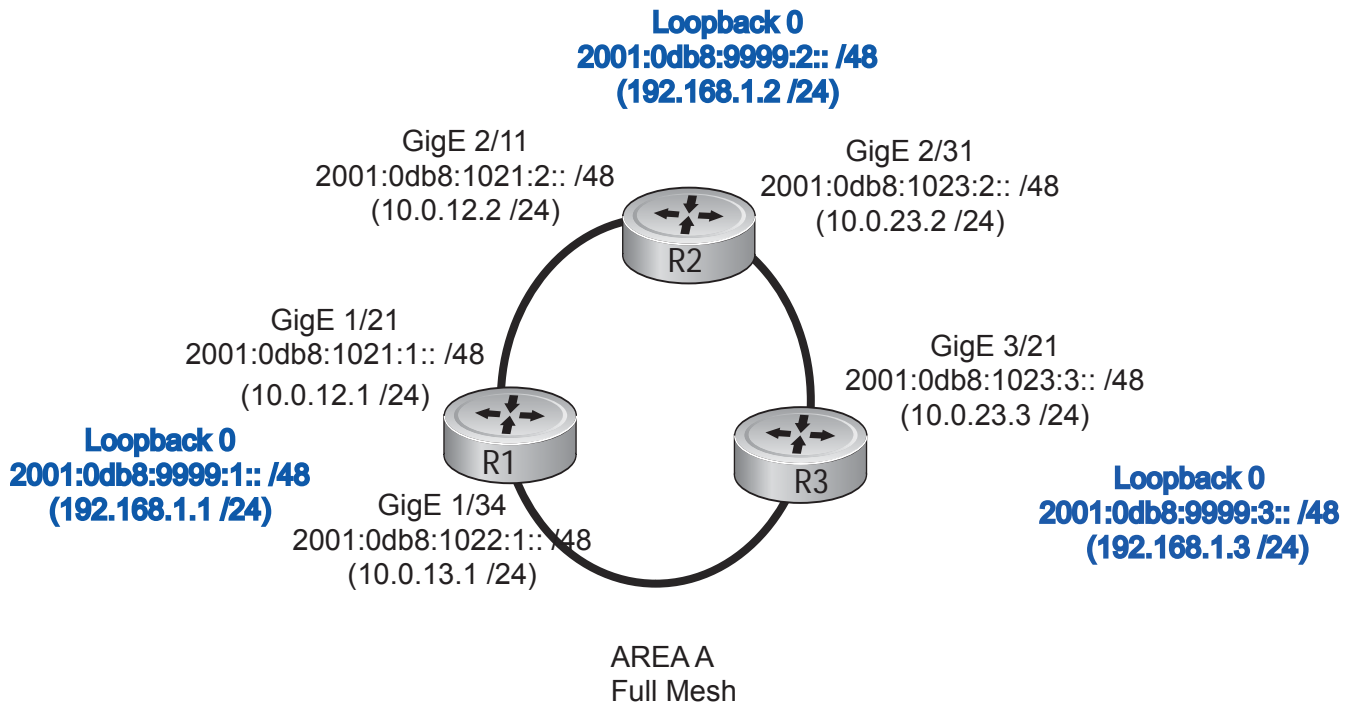 Loopback 0
2001:0db8:9999:2:: /48
(192.168.1.2 /24)
GigE 2/11
2001:0db8:1021:2:: /48
(10.0.12.2 /24)
GigE 2/31
2001:0db8:1023:2:: /48
(10.0.23.2 /24)
R2
GigE 1/21
2001:0db8:1021:1:: /48
(10.0.12.1 /24)
GigE 3/21
2001:0db8:1023:3:: /48
(10.0.23.3 /24)
R1
R3
Loopback 0
2001:0db8:9999:1:: /48
(192.168.1.1 /24)
GigE 1/34
2001:0db8:1022:1:: /48
(10.0.13.1 /24)
Loopback 0
2001:0db8:9999:3:: /48
(192.168.1.3 /24)
AREA A
Full Mesh